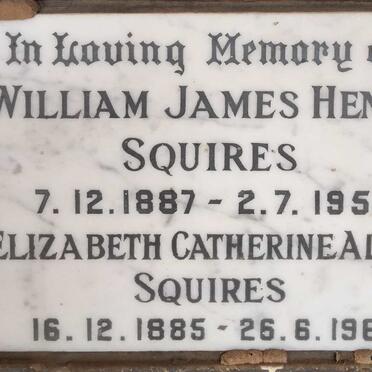 In Loving Memory o
WILLIAM JAMES HEN
SQUIRES
7.12.1887 - 2.7.195
ELIZABETH CATHERINE AD
SQUIRES
16.12.1885 - 26.6.196